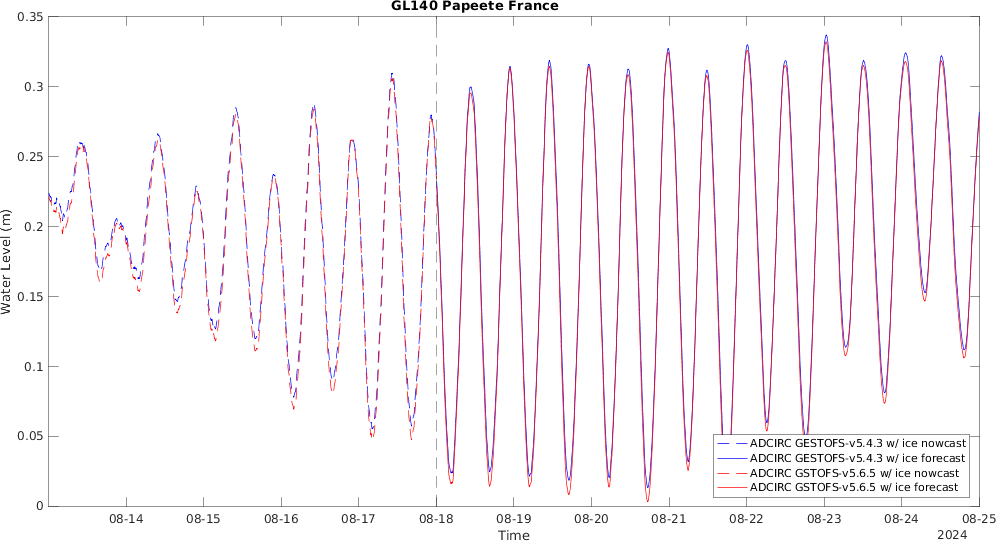 GL140 Papeete France
0.35
0.3
0.25
0.2
0.15
0.1
0.05
0
Water Level (m)
ADCIRC GESTOFS-v5.4.3 w/ ice nowcast
ADCIRC GESTOFS-v5.4.3 w/ ice forecast
ADCIRC GSTOFS-v5.6.5 w/ ice nowcast
ADCIRC GSTOFS-v5.6.5 w/ ice forecast
08-14 08-15 08-16 08-17 08-18 08-19 08-20 08-21 08-22 08-23 08-24 08-25
Time
2024